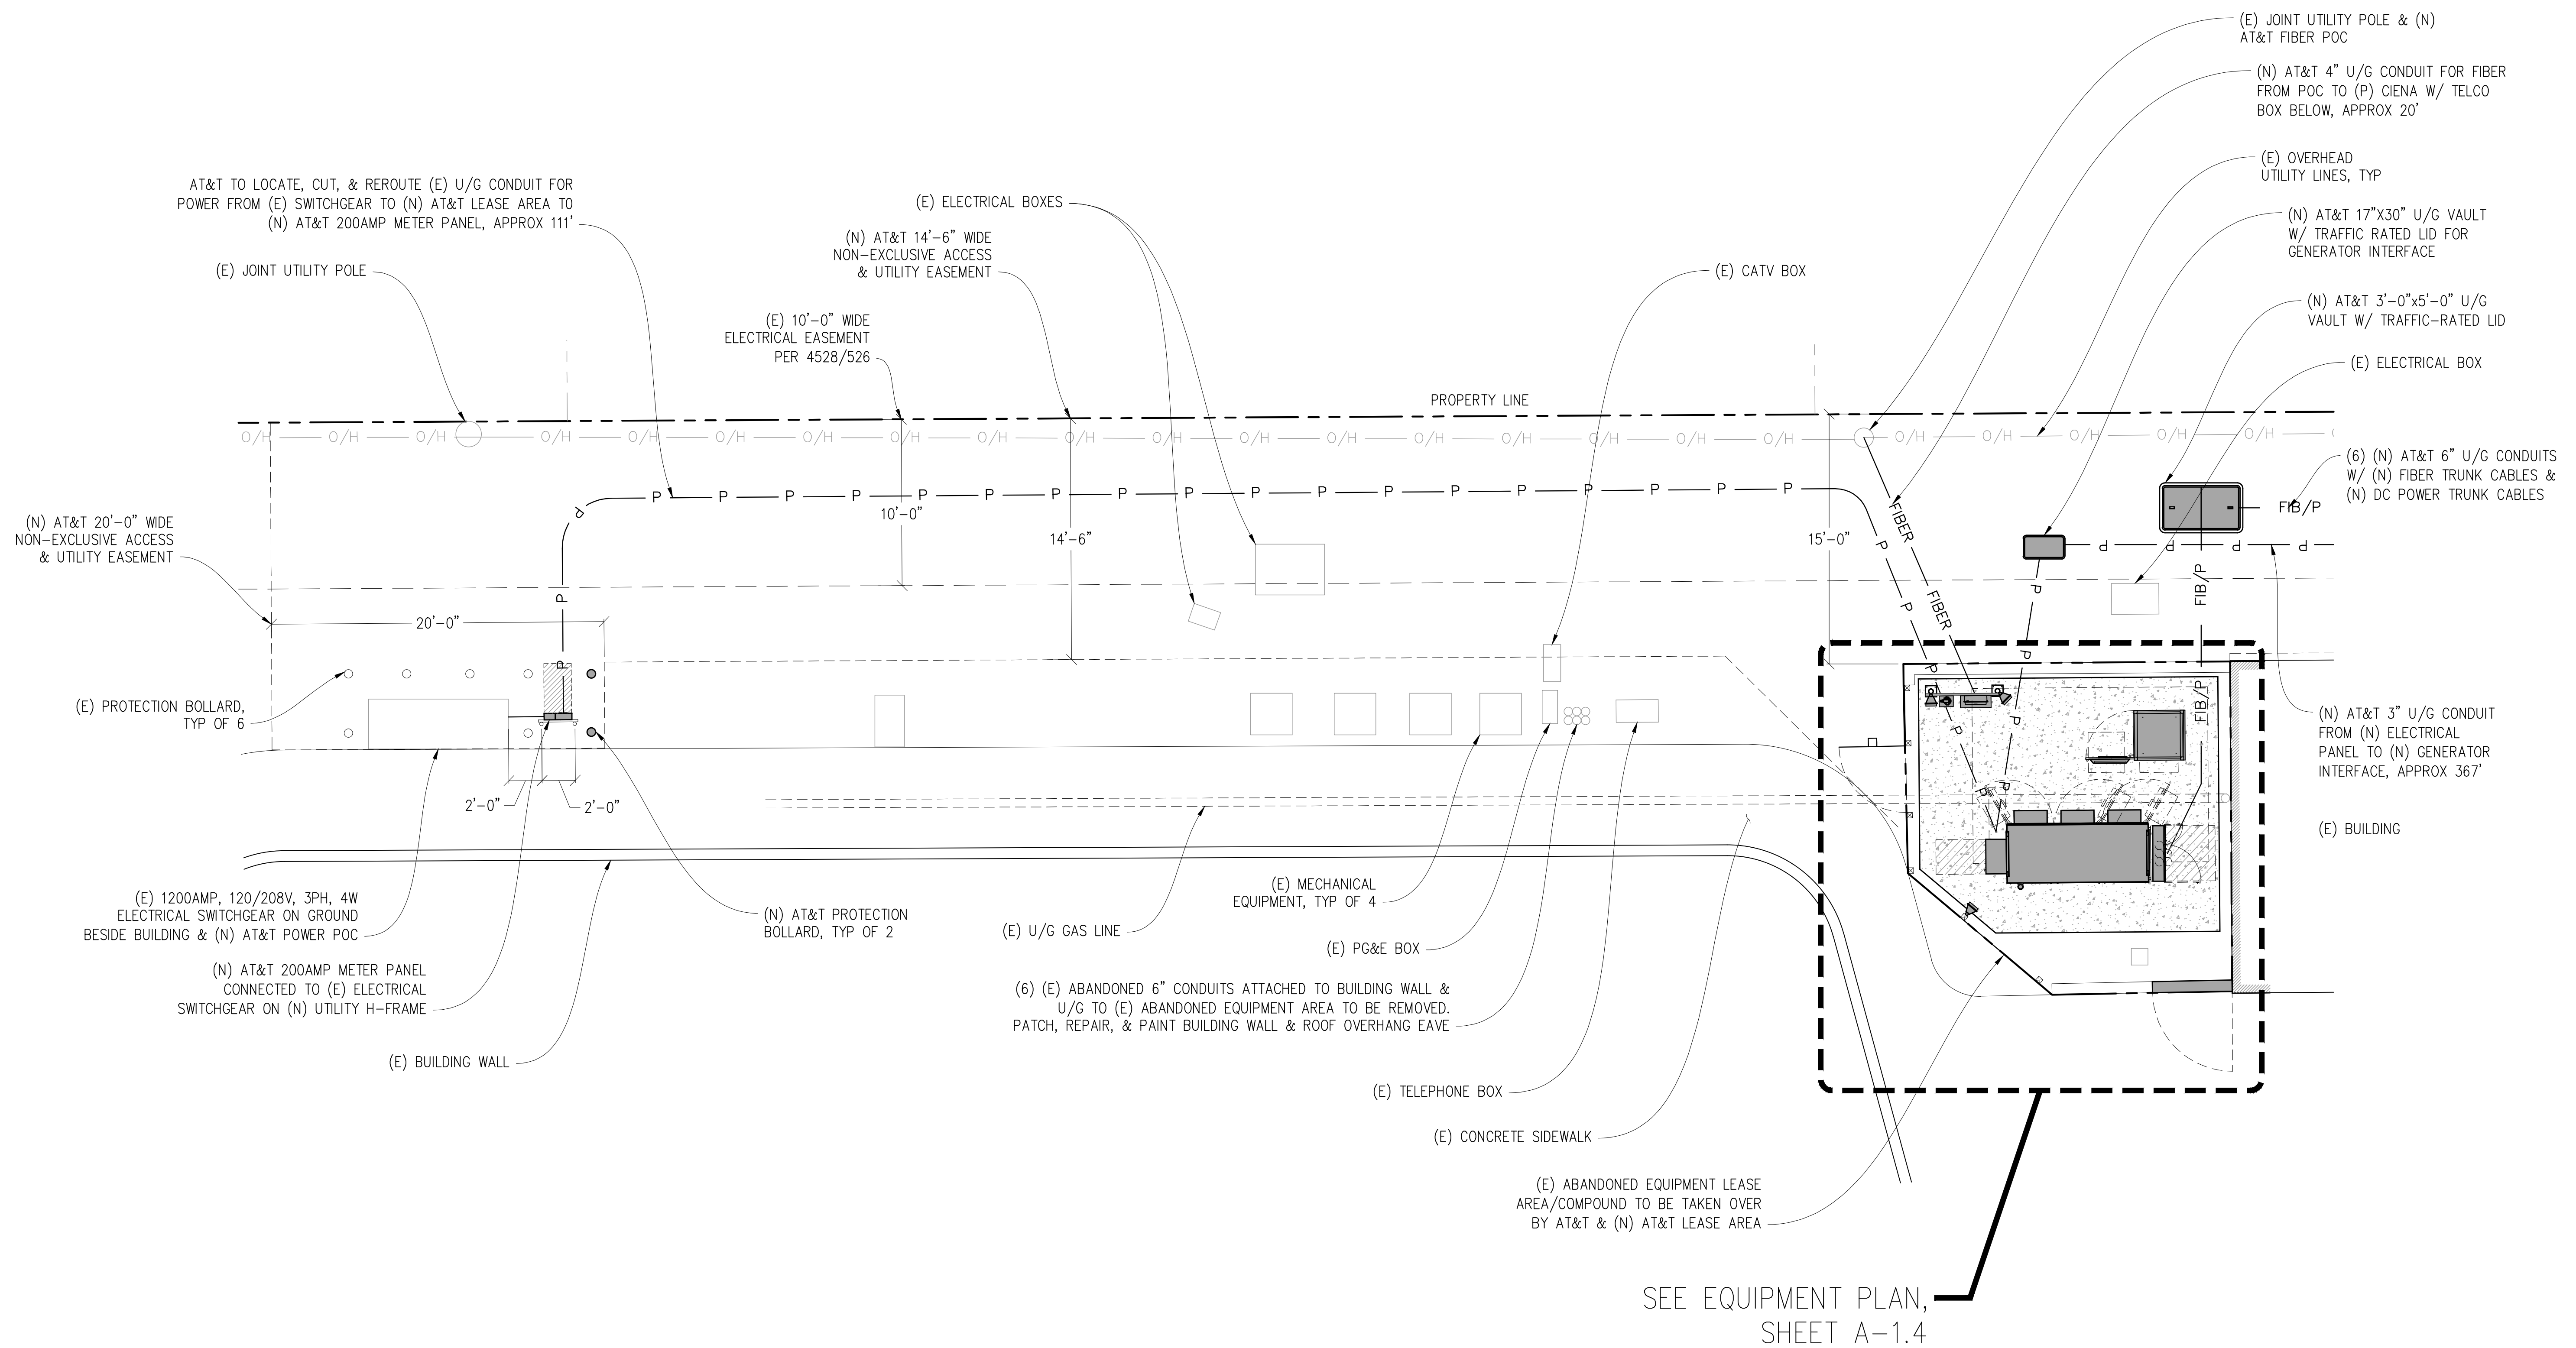 (E) JOINT UTILITY POLE & (N)
AT&T FIBER POC
(N) AT&T 4" U/G CONDUIT FOR FIBER
FROM POC TO (P) CIENA W/ TELCO
BOX BELOW, APPROX 20'
(E) OVERHEAD
UTILITY LINES, TYP
(N) AT&T 17"X30" U/G VAULT
W/ TRAFFIC RATED LID FOR
GENERATOR INTERFACE
(N) AT&T 3'-0"x5'-0" U/G
VAULT W/ TRAFFIC-RATED LID
(E) ELECTRICAL BOX
(6) (N) AT&T 6" U/G CONDUITS
W/ (N) FIBER TRUNK CABLES &
(N) DC POWER TRUNK CABLES
AT&T TO LOCATE, CUT, & REROUTE (E) U/G CONDUIT FOR
POWER FROM (E) SWITCHGEAR TO (N) AT&T LEASE AREA TO
(N) AT&T 200AMP METER PANEL, APPROX 111'
(E) JOINT UTILITY POLE
(E) ELECTRICAL BOXES
(N) AT&T 14'-6" WIDE
NON-EXCLUSIVE ACCESS
& UTILITY EASEMENT
(E) 10'-0" WIDE
ELECTRICAL EASEMENT
PER 4528/526
(E) CATV BOX
PROPERTY LINE
O/H O/H O/H O/H O/H O/H O/H O/H O/H O/H O/H O/H O/H O/H O/H O/H O/H O/H O/H O/H O/H O/H O/H
P P P P P P P P P P P P P P P P P P P
10'-0"
14'-6"
15'-0"
FIBER
FIBER
FIB/P
FIB/P
FIB/P
P P P P
P P P P P
P P P P
(N) AT&T 20'-0" WIDE
NON-EXCLUSIVE ACCESS
& UTILITY EASEMENT
20'-0"
P
P
(E) PROTECTION BOLLARD,
TYP OF 6
2'-0"
2'-0"
(N) AT&T 3" U/G CONDUIT
FROM (N) ELECTRICAL
PANEL TO (N) GENERATOR
INTERFACE, APPROX 367'
(E) BUILDING
(E) 1200AMP, 120/208V, 3PH, 4W
ELECTRICAL SWITCHGEAR ON GROUND
BESIDE BUILDING & (N) AT&T POWER POC
(N) AT&T 200AMP METER PANEL
CONNECTED TO (E) ELECTRICAL
SWITCHGEAR ON (N) UTILITY H-FRAME
(E) BUILDING WALL
(N) AT&T PROTECTION
BOLLARD, TYP OF 2
(E) U/G GAS LINE
(E) MECHANICAL
EQUIPMENT, TYP OF 4
(E) PG&E BOX
(6) (E) ABANDONED 6" CONDUITS ATTACHED TO BUILDING WALL &
U/G TO (E) ABANDONED EQUIPMENT AREA TO BE REMOVED.
PATCH, REPAIR, & PAINT BUILDING WALL & ROOF OVERHANG EAVE
(E) TELEPHONE BOX
(E) CONCRETE SIDEWALK
(E) ABANDONED EQUIPMENT LEASE
AREA/COMPOUND TO BE TAKEN OVER
BY AT&T & (N) AT&T LEASE AREA
SEE EQUIPMENT PLAN,
SHEET A-1.4